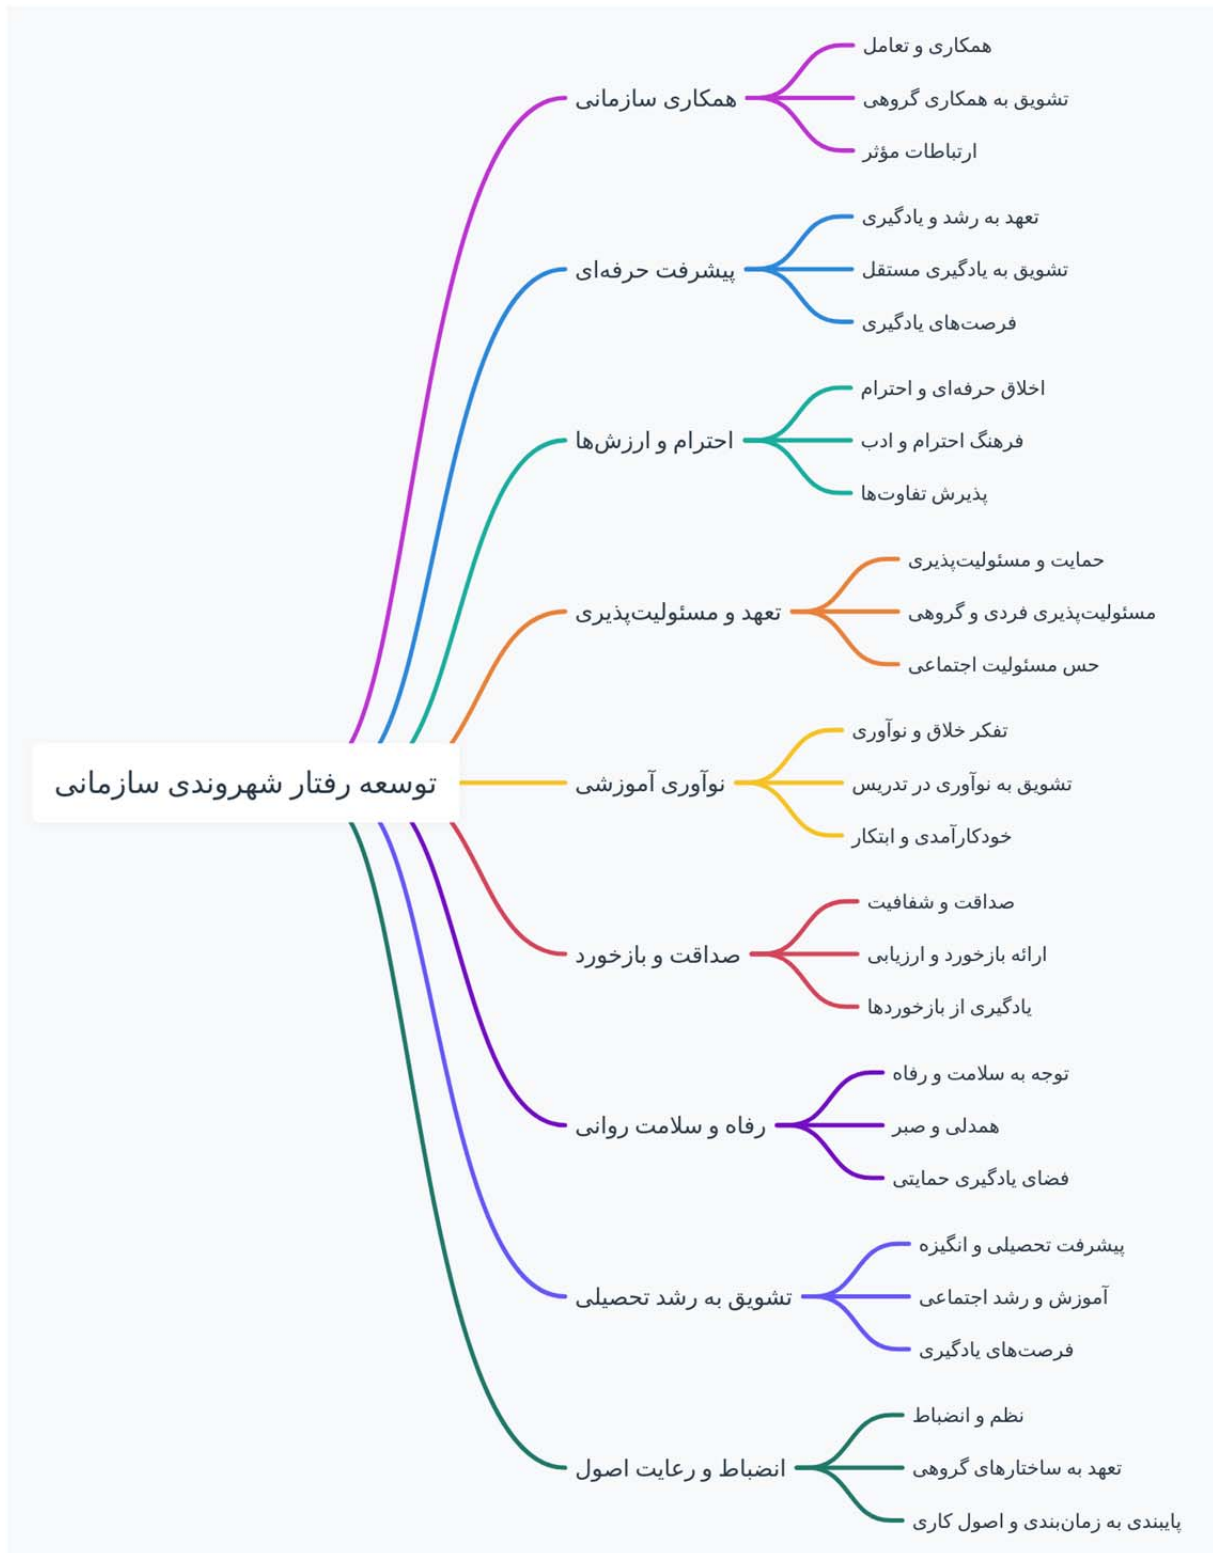 توسعه رفتار شهروندی سازمانی
همکاری سازمانی
همکاری و تعامل
تشویق به همکاری گروهی
ارتباطات مؤثر
پیشرفت حرفه‌ای
تعهد به رشد و یادگیری
تشویق به یادگیری مستقل
فرصت‌های یادگیری
احترام و ارزش‌ها
اخلاق حرفه‌ای و احترام
فرهنگ احترام و ادب
پذیرش تفاوت‌ها
تعهد و مسئولیت‌پذیری
حمایت و مسئولیت‌پذیری
مسئولیت‌پذیری فردی و گروهی
حس مسئولیت اجتماعی
نوآوری آموزشی
تفکر خلاق و نوآوری
تشویق به نوآوری در تدریس
خودکارآمدی و ابتکار
صداقت و بازخورد
صداقت و شفافیت
ارائه بازخورد و ارزیابی
یادگیری از بازخوردها
رفاه و سلامت روانی
توجه به سلامت و رفاه
همدلی و صبر
فضای یادگیری حمایتی
تشویق به رشد تحصیلی
پیشرفت تحصیلی و انگیزه
آموزش و رشد اجتماعی
فرصت‌های یادگیری
انضباط و رعایت اصول
نظم و انضباط
تعهد به ساختارهای گروهی
پایبندی به زمان‌بندی و اصول کاری